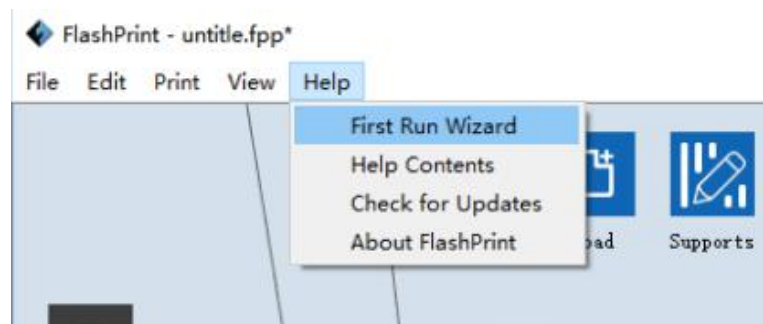 FlashPrint - untitle.fpp*
File Edit Print View Help
First Run Wizard
Help Contents
Check for Updates
About FlashPrint
Supports